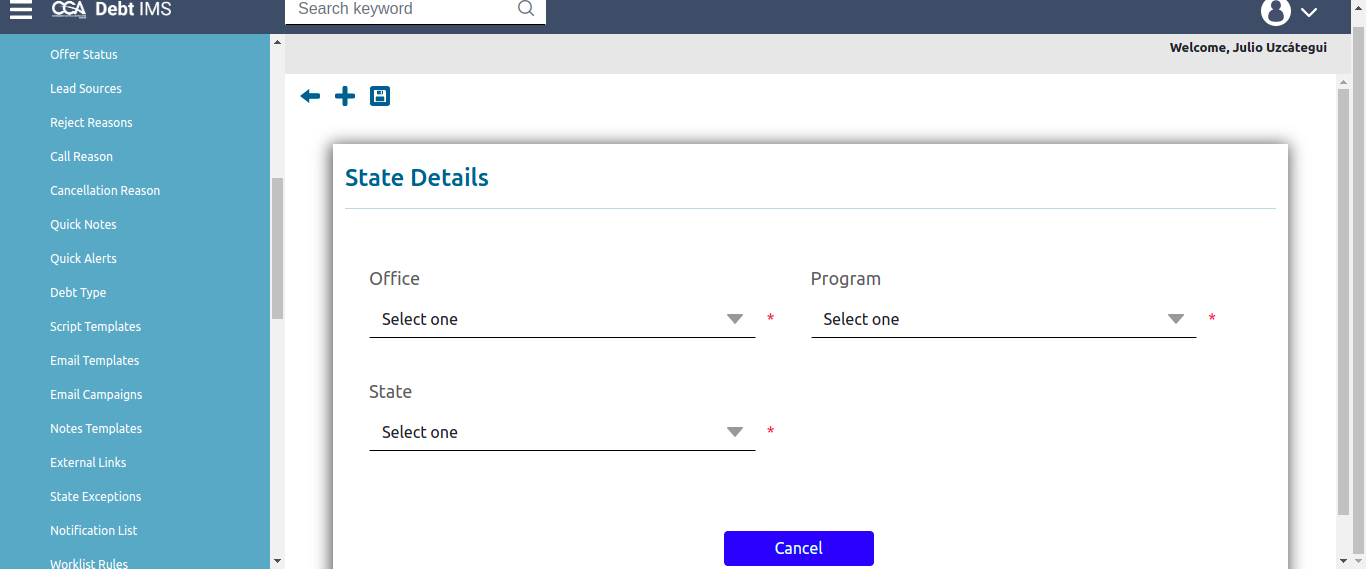 CGA Debt IMS
Search keyword
Welcome, Julio Uzcátegui
Offer Status
Lead Sources
Reject Reasons
Call Reason
Cancellation Reason
Quick Notes
Quick Alerts
Debt Type
Script Templates
Email Templates
Email Campaigns
Notes Templates
External Links
State Exceptions
Notification List
Worklist Rules
State Details
Office
Program
Select one *
Select one *
State
Select one *
Cancel